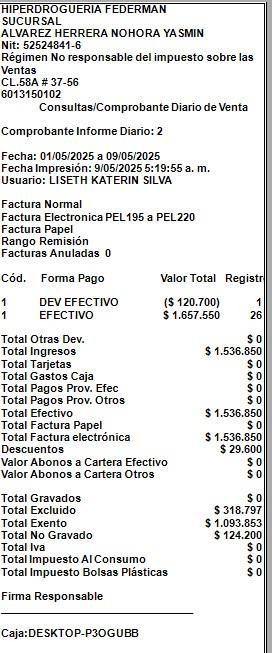 HIPERDROGUERIA FEDERMAN
SUCURSAL
ALVAREZ HERRERA NOHORA YASMIN
Nit: 52524841-6
Régimen No responsable del impuesto sobre las
Ventas
CL.58A # 37-56
6013150102
Consultas/Comprobante Diario de Venta
Comprobante Informe Diario: 2
Fecha: 01/05/2025 a 09/05/2025
Fecha Impresión: 9/05/2025 5:19:55 a. m.
Usuario: LISETH KATERIN SILVA
Factura Normal
Factura Electronica PEL195 a PEL220
Factura Papel
Rango Remisión
Facturas Anuladas 0
Cód. Forma Pago Valor Total Registr
1 DEV EFECTIVO ($ 120.700) 1
1 EFECTIVO $ 1.657.550 26
Total Otras Dev. $ 0
Total Ingresos $ 1.536.850
Total Tarjetas $ 0
Total Gastos Caja $ 0
Total Pagos Prov. Efec $ 0
Total Pagos Prov. Otros $ 0
Total Efectivo $ 1.536.850
Total Factura Papel $ 0
Total Factura electrónica $ 1.536.850
Descuentos $ 29.600
Valor Abonos a Cartera Efectivo $ 0
Valor Abonos a Cartera Otros $ 0
Total Gravados $ 0
Total Excluido $ 318.797
Total Exento $ 1.093.853
Total No Gravado $ 124.200
Total Iva $ 0
Total Impuesto Al Consumo $ 0
Total Impuesto Bolsas Plásticas $ 0
Firma Responsable
Caja:DESKTOP-P3OGUBB